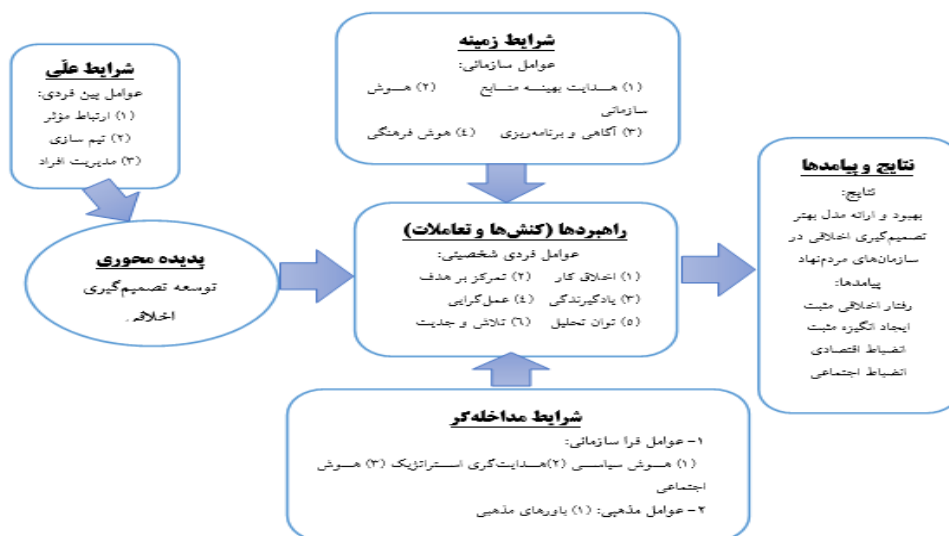 شرایط علّی
عوامل بین فردی:
(۱) ارتباط مؤثر
(۲) تیم سازی
(۳) مدیریت افراد
شرایط زمینه
عوامل سازمانی:
(۱) هدایت بهینه منابع (۲) هوش
سازمانی
(۳) آگاهی و برنامه‌ریزی (۴) هوش فرهنگی
پدیده محوری
توسعه تصمیم‌گیری
اخلاقی.
راهبردها (کنش‌ها و تعاملات)
عوامل فردی شخصیتی:
(۱) اخلاق کار (۲) تمرکز بر هدف
(۳) یادگیرندگی (۴) عمل‌گرایی
(۵) توان تحلیل (۶) تلاش و جدیت
شرایط مداخله‌گر
۱- عوامل فرا سازمانی:
(۱) هوش سیاسی (۲)هدایت‌گری استراتژیک (۳) هوش
اجتماعی
۲- عوامل مذهبی: (۱) باورهای مذهبی
نتایج و پیامدها
نتایج:
بهبود و ارائه مدل بهتر
تصمیم‌گیری اخلاقی در
سازمان‌های مردم‌نهاد
پیامدها:
رفتار اخلاقی مثبت
ایجاد انگیزه مثبت
انضباط اقتصادی
انضباط اجتماعی